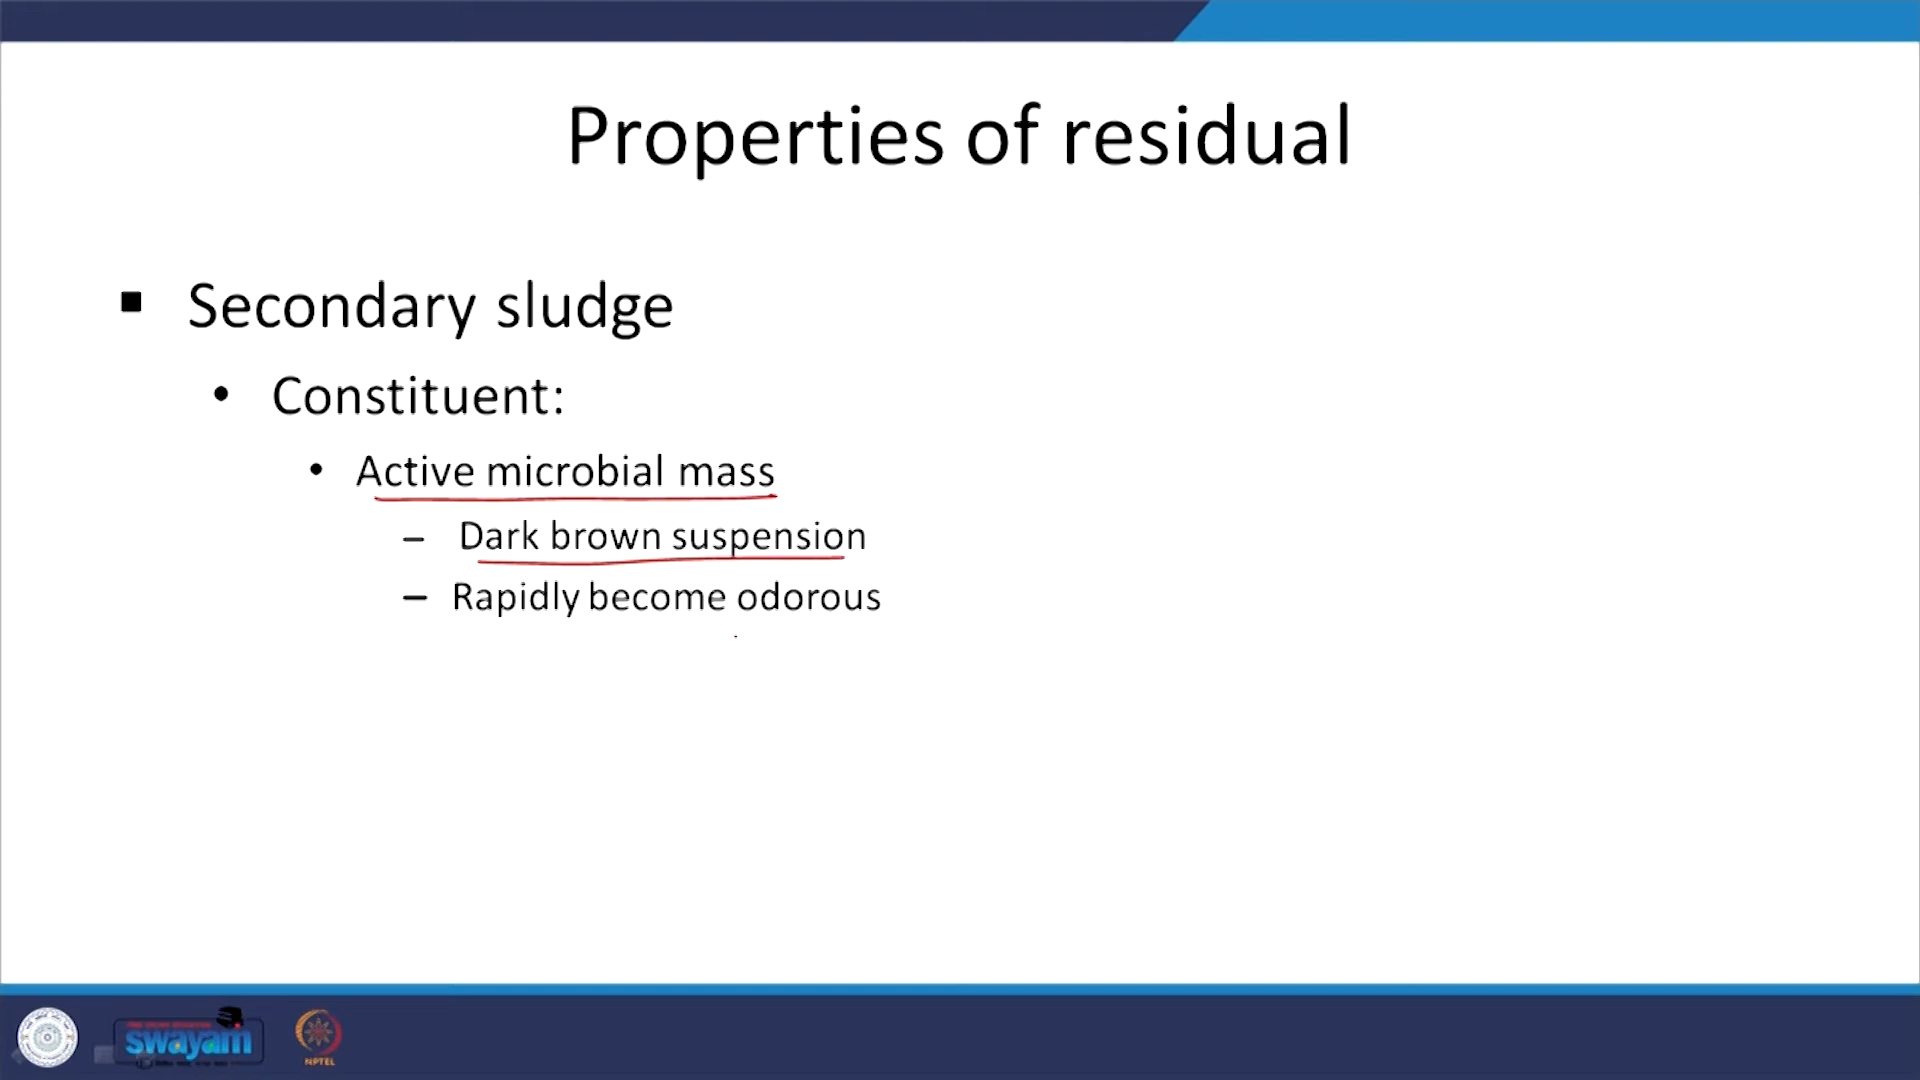 Properties of residual
▪ Secondary sludge
• Constituent:
• Active microbial mass
– Dark brown suspension
– Rapidly become odorous
swayam
NPTEL